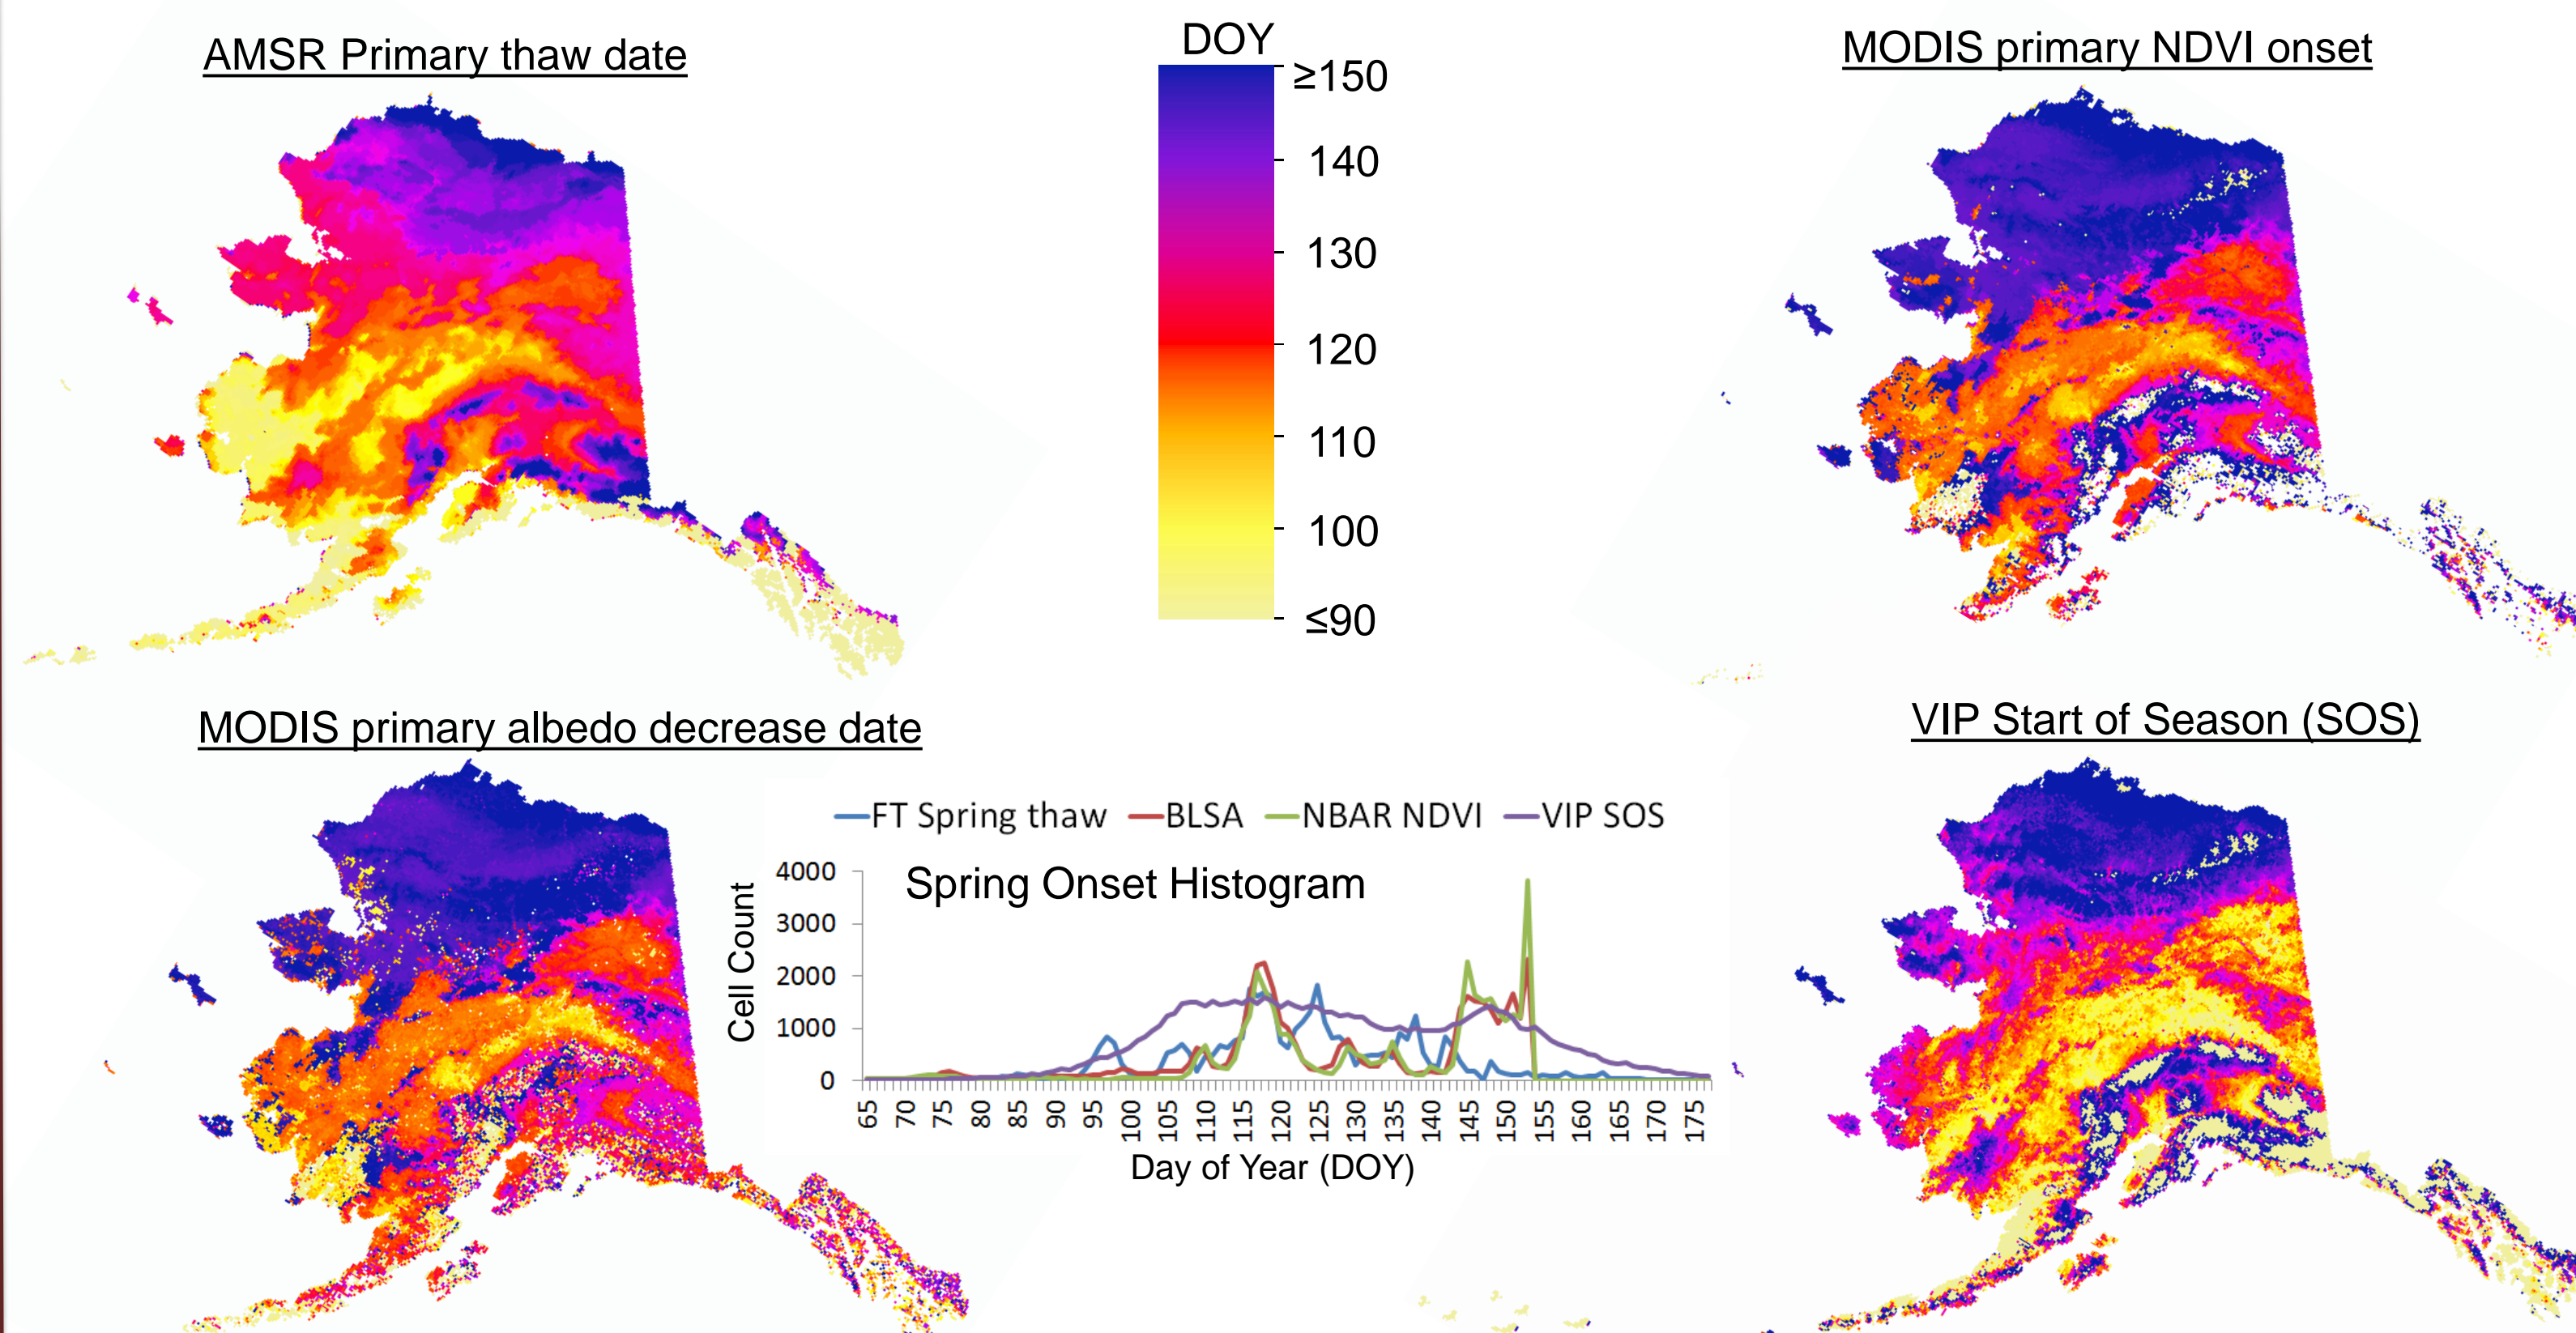 AMSR Primary thaw date
DOY
≥150
140
130
120
110
100
≤90
MODIS primary NDVI onset
MODIS primary albedo decrease date
VIP Start of Season (SOS)
FT Spring thaw BLSA NBAR NDVI VIP SOS
Spring Onset Histogram
Cell Count
4000
3000
2000
1000
0
65 70 75 80 85 90 95 100 105 110 115 120 125 130 135 140 145 150 155 160 165 170 175
Day of Year (DOY)